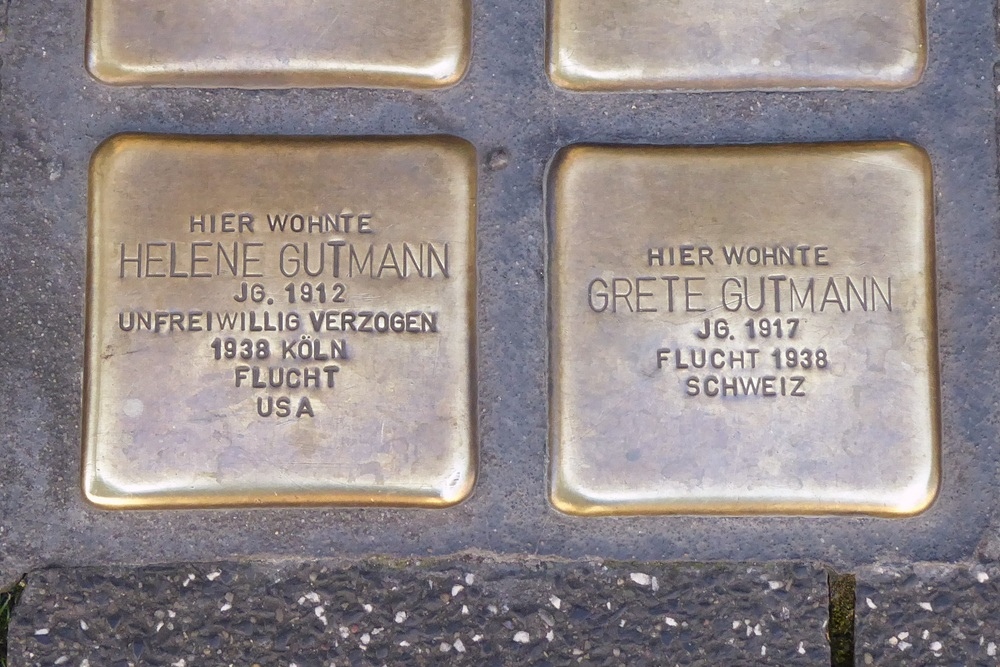 HIER WOHNTE
HELENE GUTMANN
JG. 1912
UNFREIWILLIG VERZOGEN
1938 KÖLN
FLUCHT
USA
HIER WOHNTE
GRETE GUTMANN
JG. 1917
FLUCHT 1938
SCHWEIZ